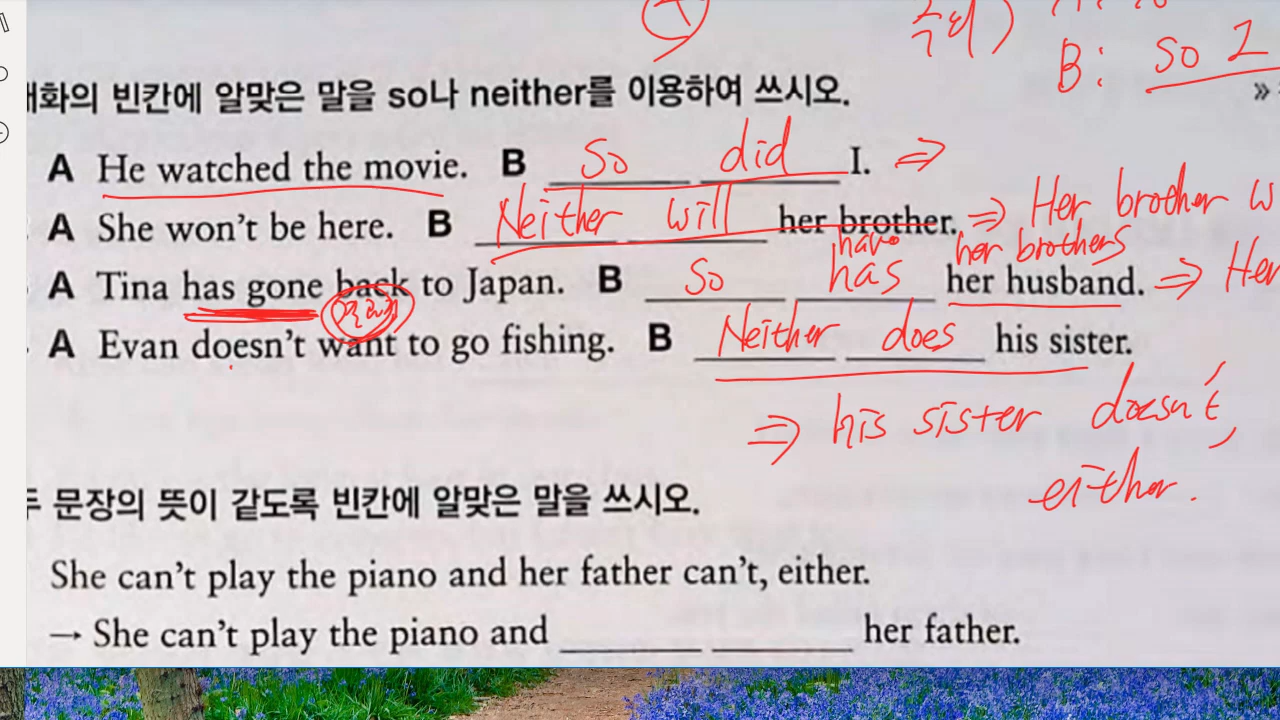 B: so I
대화의 빈칸에 알맞은 말을 so나 neither를 이용하여 쓰시오.
»
A He watched the movie. B So did I. ⇒
A She won't be here. B Neither will her brother. ⇒ Her brother w
have her brothers
A Tina has gone back to Japan. B So has her husband. ⇒ Her
A Evan doesn't want to go fishing. B Neither does his sister.
⇒ his sister doesn't,
either.
두 문장의 뜻이 같도록 빈칸에 알맞은 말을 쓰시오.
She can't play the piano and her father can't, either.
→ She can't play the piano and ______ ______ her father.